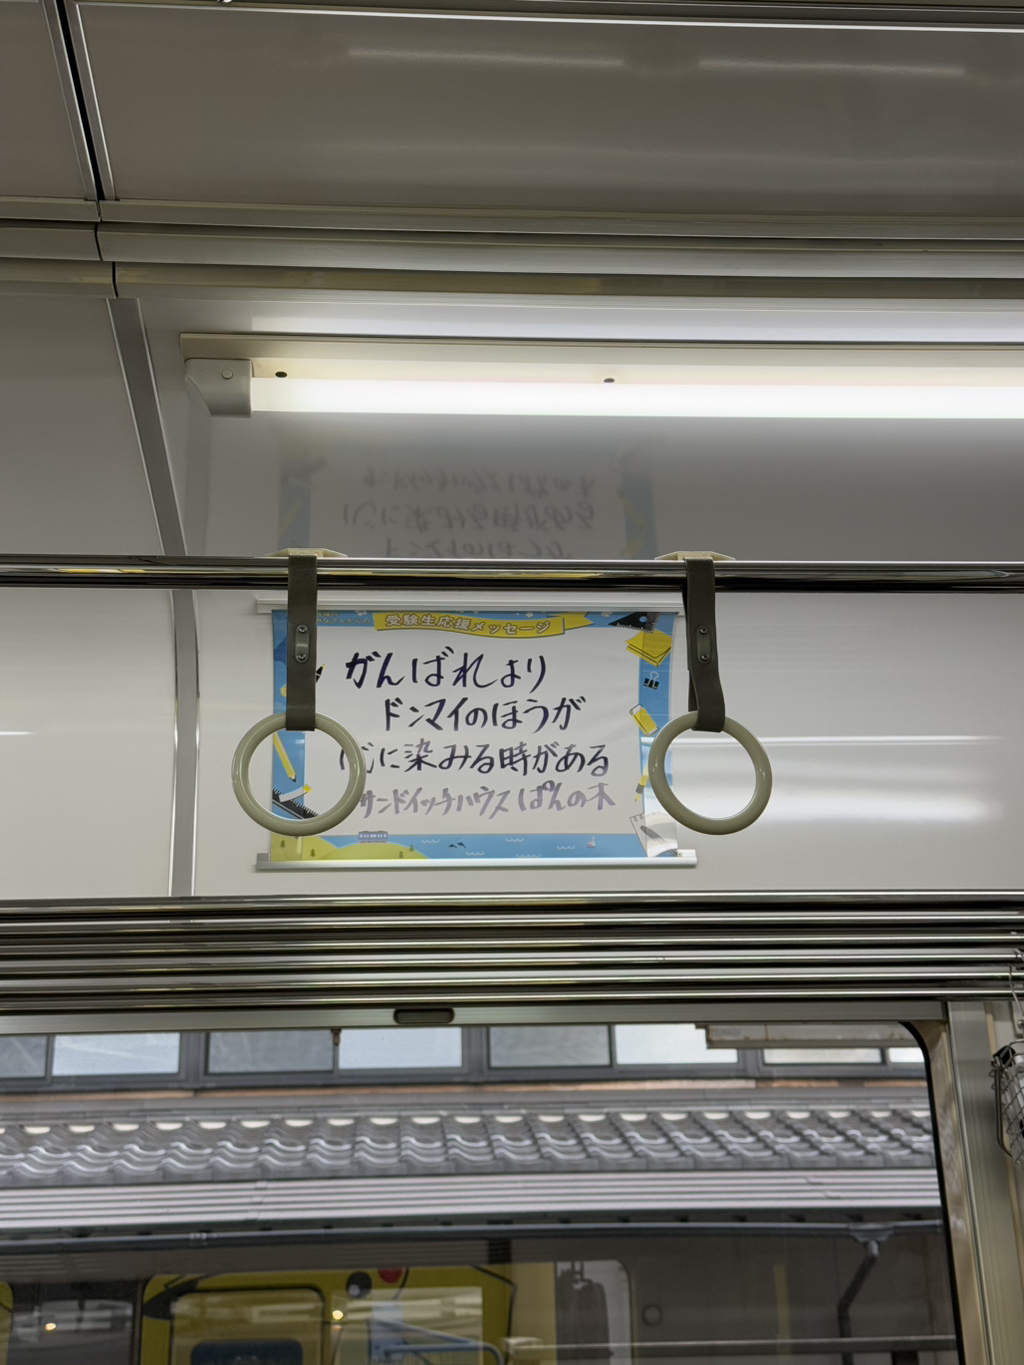 受験生応援メッセージ
がんばれより
ドンマイのほうが
心に染みる時がある
サンドイッチハウス ぱんの木